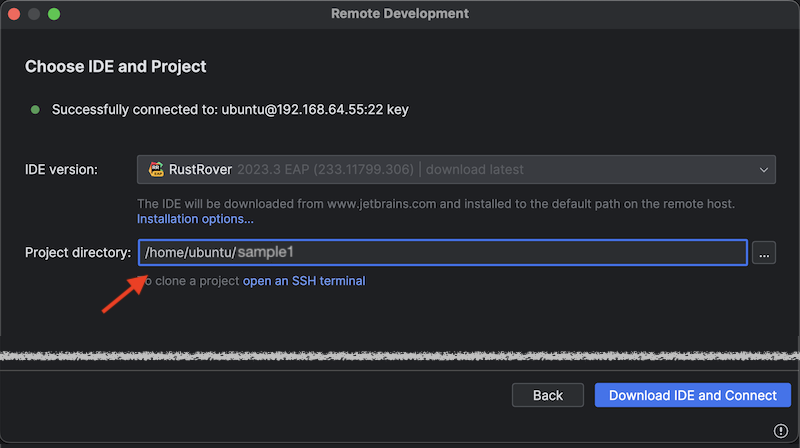 Remote Development
Choose IDE and Project
Successfully connected to: ubuntu@192.168.64.55:22 key
IDE version:
RustRover 2023.3 EAP (233.11799.306) | download latest
The IDE will be downloaded from www.jetbrains.com and installed to the default path on the remote host.
Installation options...
Project directory:
/home/ubuntu/sample1
...
To clone a project open an SSH terminal
Back
Download IDE and Connect